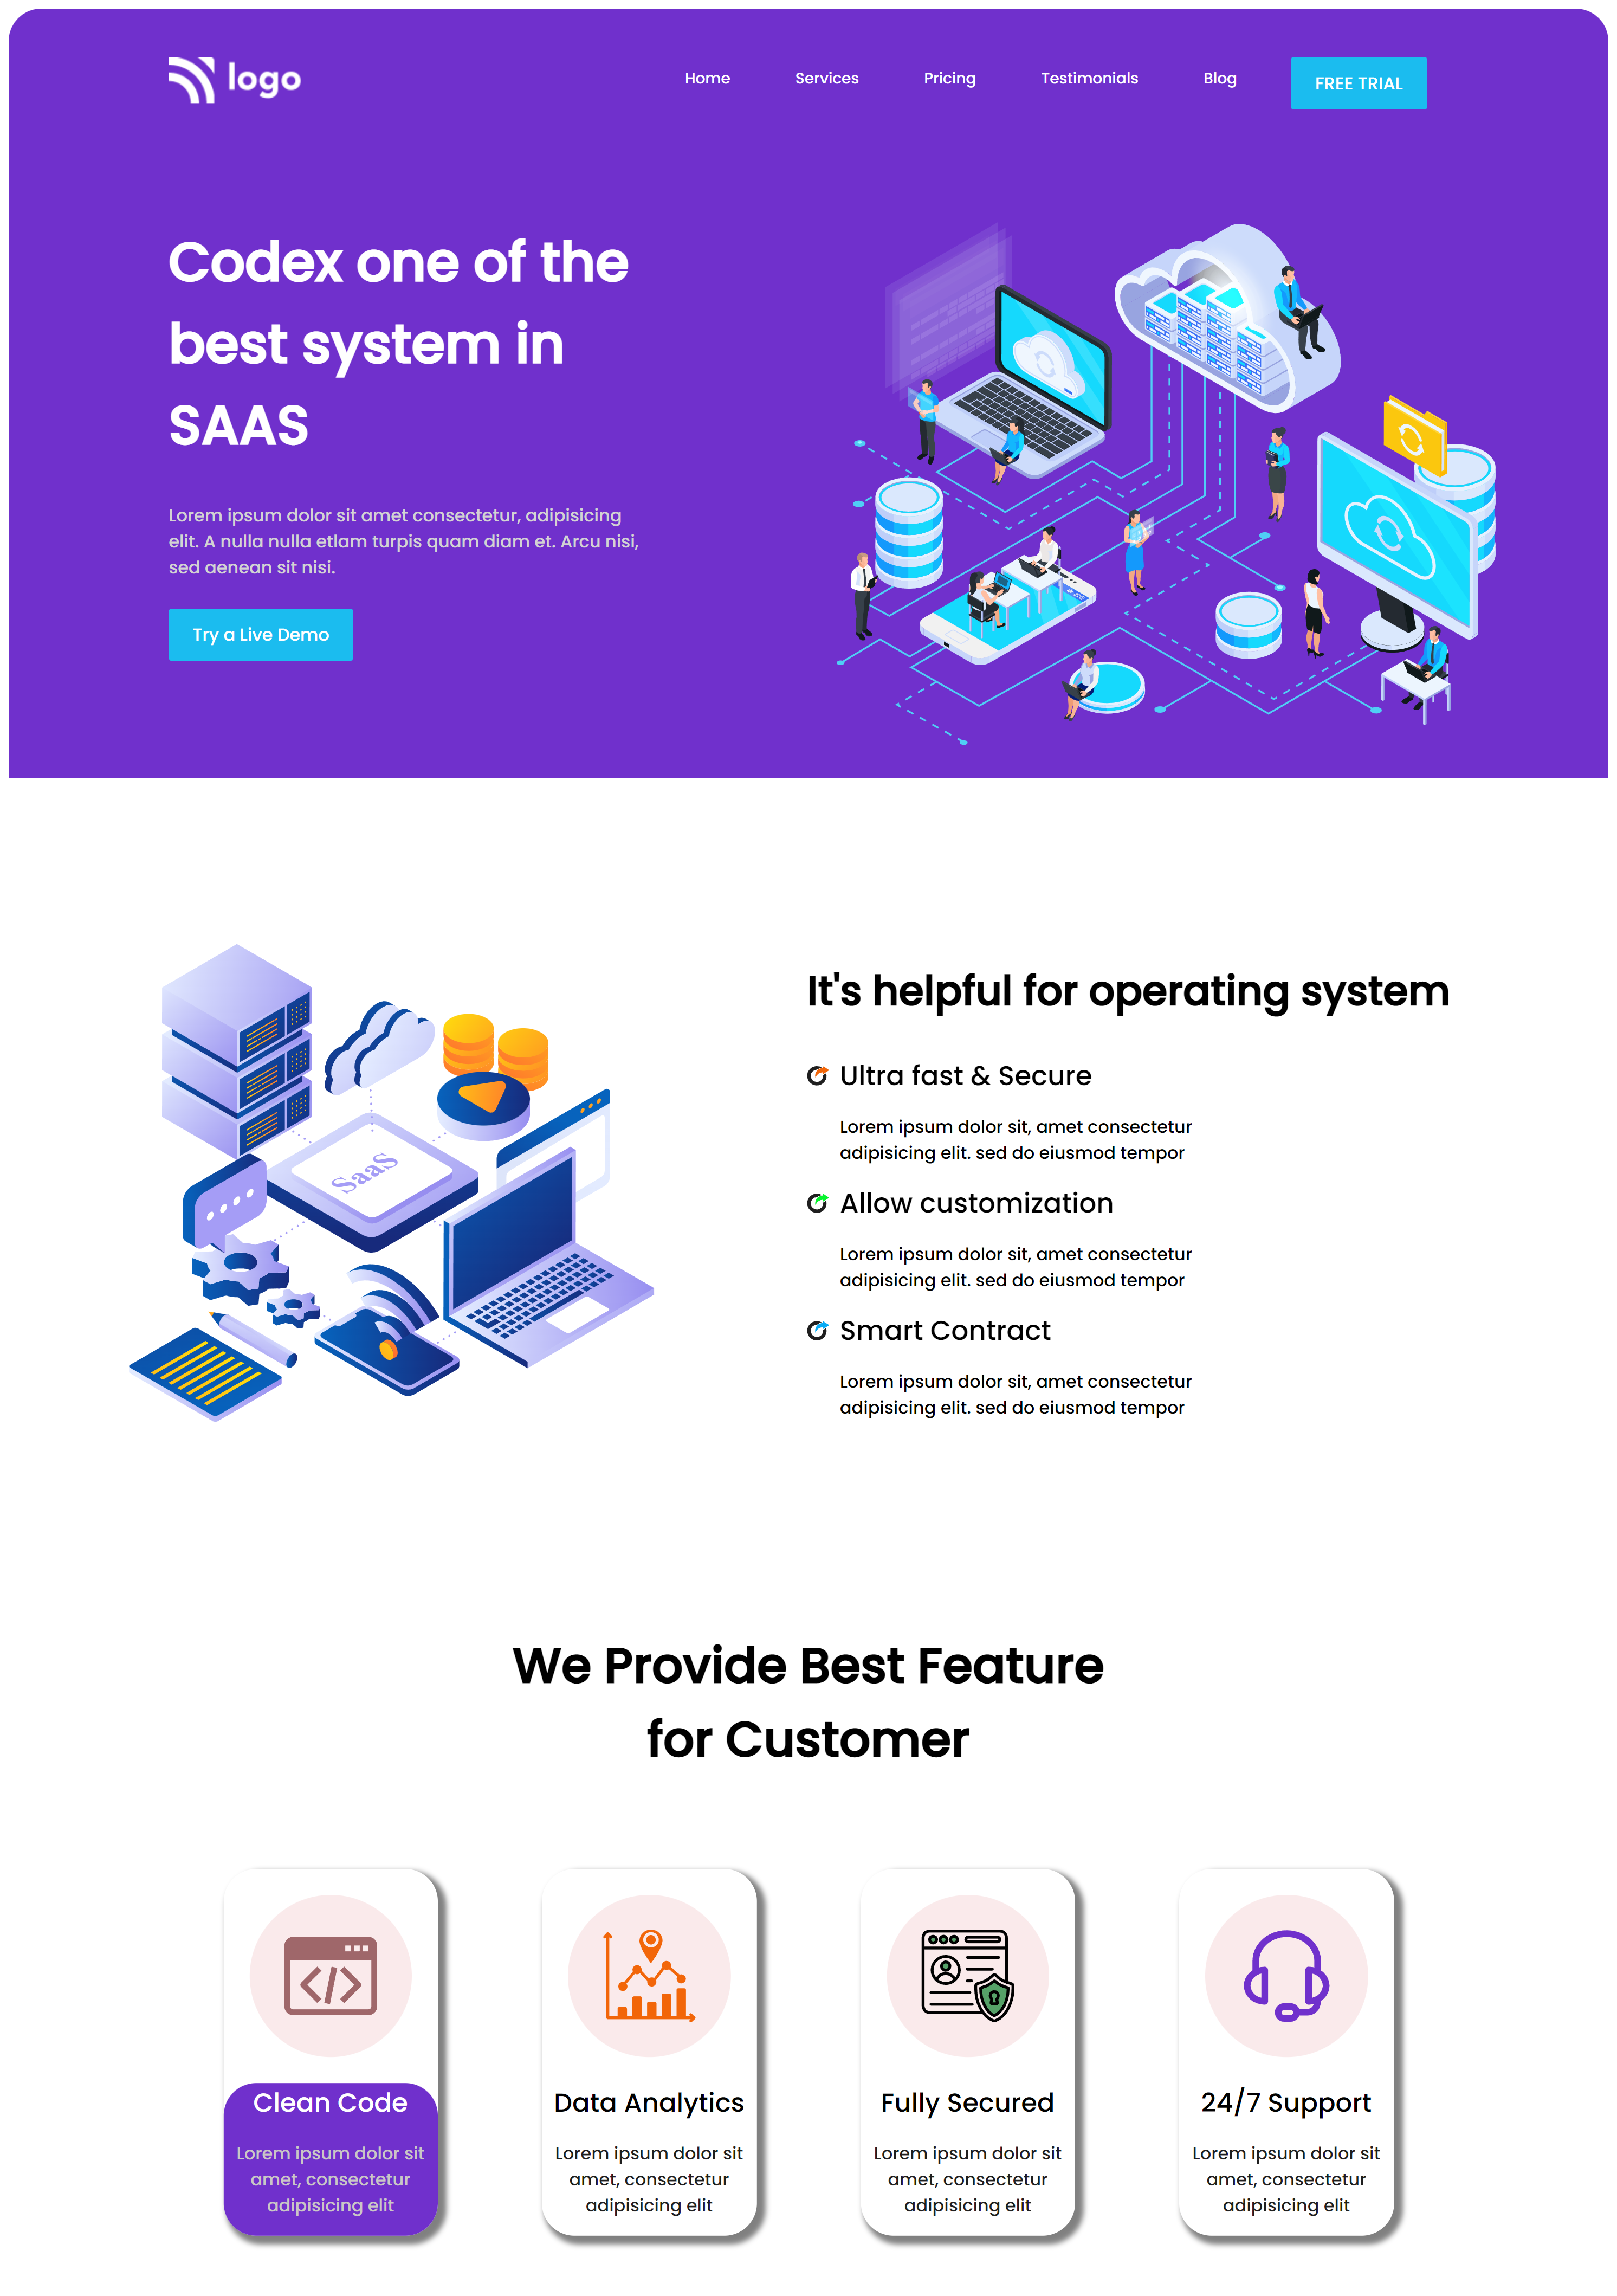 logo
Home
Services
Pricing
Testimonials
Blog
FREE TRIAL
Codex one of the
best system in
SAAS
Lorem ipsum dolor sit amet consectetur, adipisicing
elit. A nulla nulla etlam turpis quam diam et. Arcu nisi,
sed aenean sit nisi.
Try a Live Demo
SaaS
It's helpful for operating system
Ultra fast & Secure
Lorem ipsum dolor sit, amet consectetur
adipisicing elit. sed do eiusmod tempor
Allow customization
Lorem ipsum dolor sit, amet consectetur
adipisicing elit. sed do eiusmod tempor
Smart Contract
Lorem ipsum dolor sit, amet consectetur
adipisicing elit. sed do eiusmod tempor
We Provide Best Feature
for Customer
Clean Code
Lorem ipsum dolor sit
amet, consectetur
adipisicing elit
Data Analytics
Lorem ipsum dolor sit
amet, consectetur
adipisicing elit
Fully Secured
Lorem ipsum dolor sit
amet, consectetur
adipisicing elit
24/7 Support
Lorem ipsum dolor sit
amet, consectetur
adipisicing elit